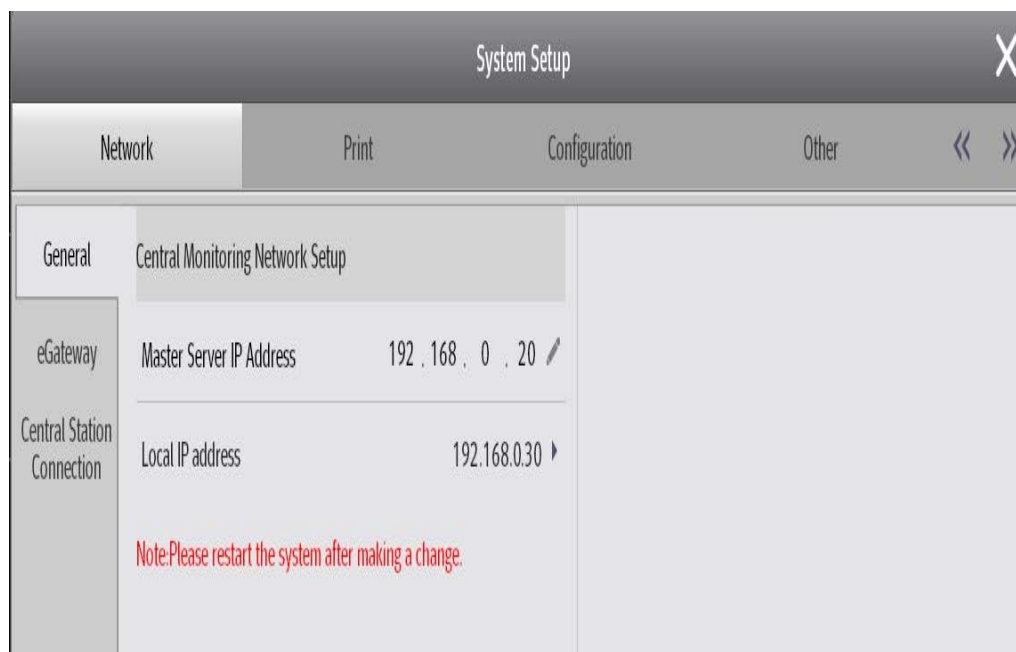 System Setup
X
Network Print Configuration Other « »
General
Central Monitoring Network Setup
eGateway
Master Server IP Address 192 . 168 . 0 . 20
Central Station
Connection
Local IP address 192.168.0.30
Note:Please restart the system after making a change.